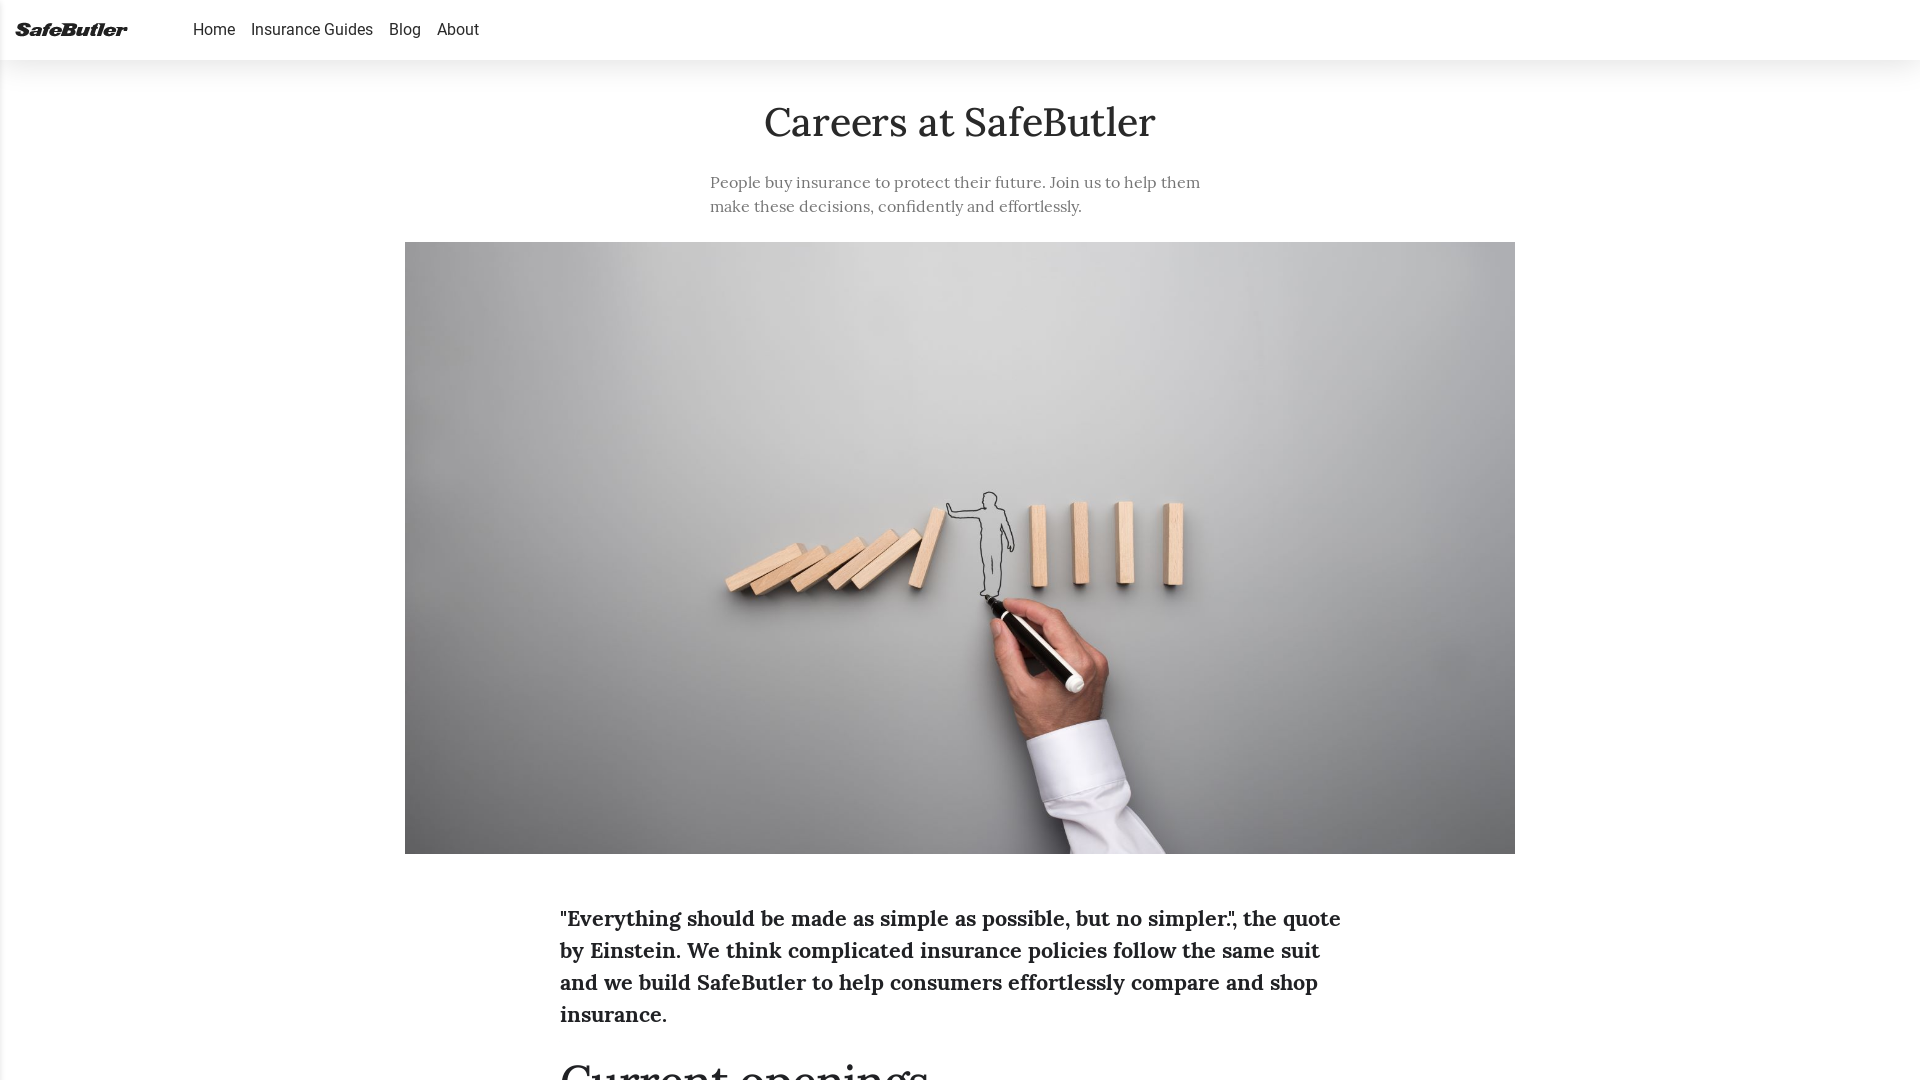 SafeButler
Home
Insurance Guides
Blog
About
Careers at SafeButler
People buy insurance to protect their future. Join us to help them
make these decisions, confidently and effortlessly.
"Everything should be made as simple as possible, but no simpler.", the quote
by Einstein. We think complicated insurance policies follow the same suit
and we build SafeButler to help consumers effortlessly compare and shop
insurance.
Current openings